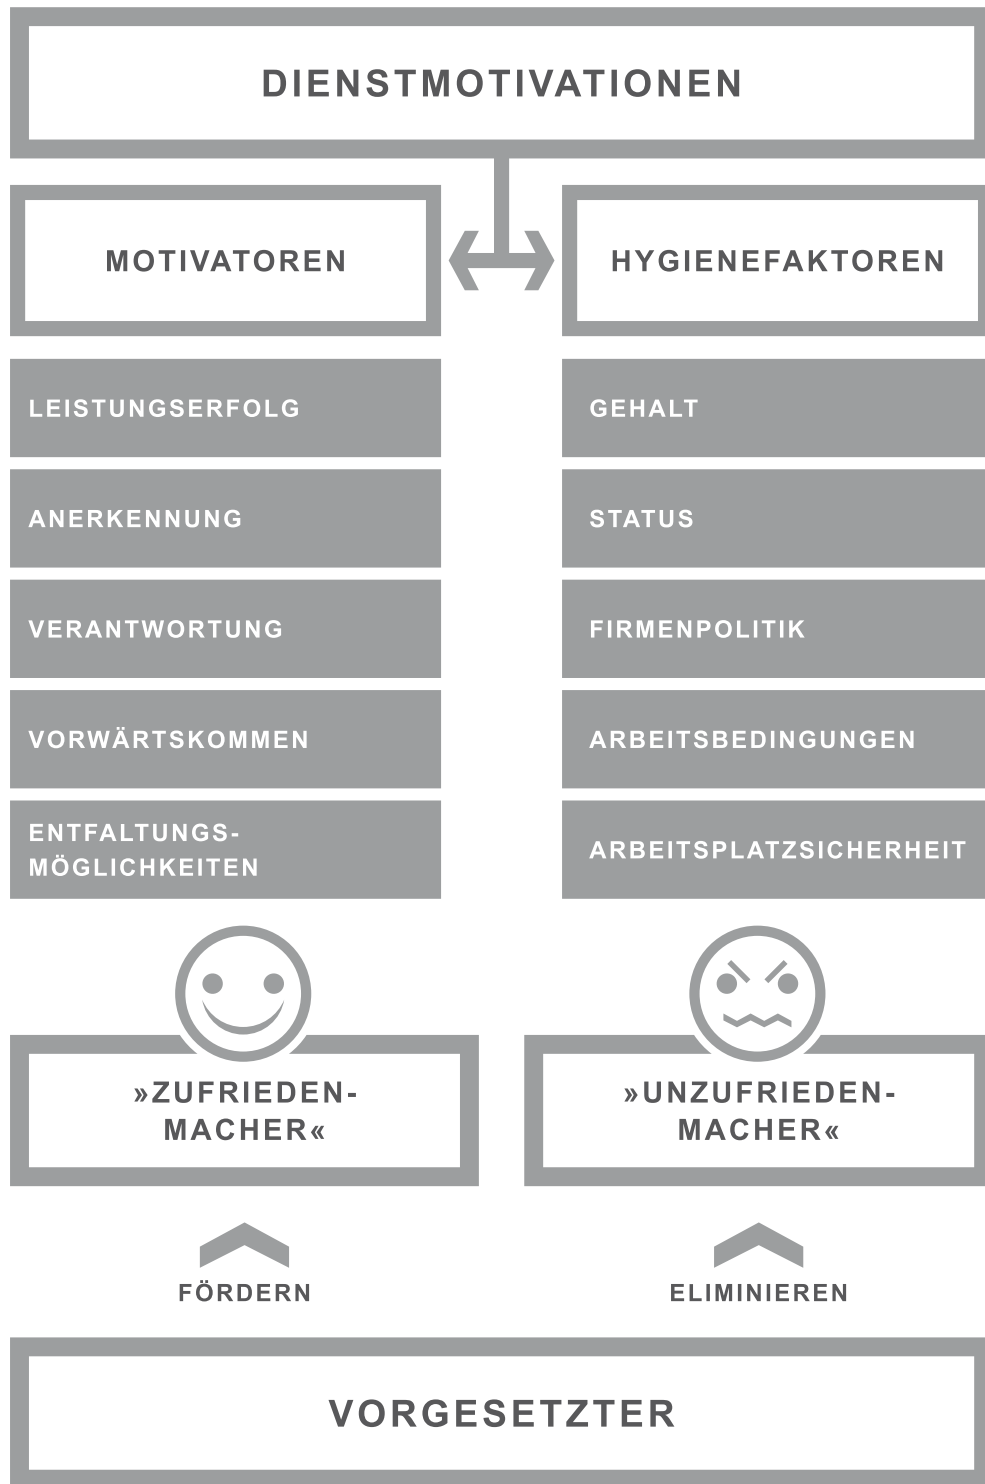 DIENSTMOTIVATIONEN
MOTIVATOREN
HYGIENEFAKTOREN
LEISTUNGSERFOLG
GEHALT
ANERKENNUNG
STATUS
VERANTWORTUNG
FIRMENPOLITIK
VORWÄRTSKOMMEN
ARBEITSBEDINGUNGEN
ENTFALTUNGS-
MÖGLICHKEITEN
ARBEITSPLATZSICHERHEIT
»ZUFRIEDEN-
MACHER«
»UNZUFRIEDEN-
MACHER«
FÖRDERN
ELIMINIEREN
VORGESETZTER